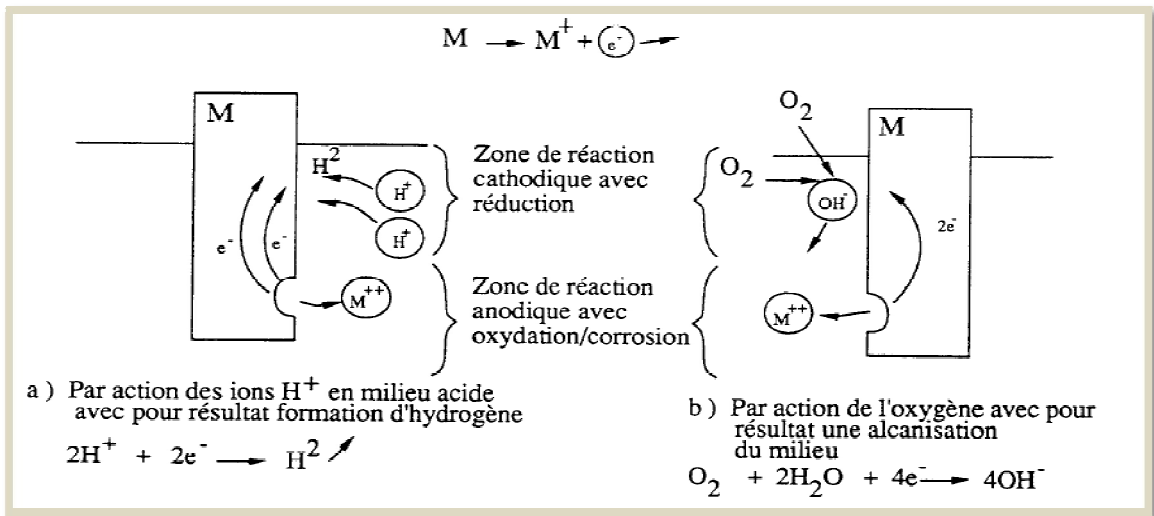 M → M⁺ + e⁻ →
M
H²
H⁺
H⁺
e⁻
e⁻
M⁺⁺
Zone de réaction
cathodique avec
réduction
Zone de réaction
anodique avec
oxydation/corrosion
O₂
O₂
OH⁻
M
2e⁻
M⁺⁺
a ) Par action des ions H⁺ en milieu acide
avec pour résultat formation d'hydrogène
2H⁺ + 2e⁻ → H² ↗
b ) Par action de l'oxygène avec pour
résultat une alcanisation
du milieu
O₂ + 2H₂O + 4e⁻ → 4OH⁻